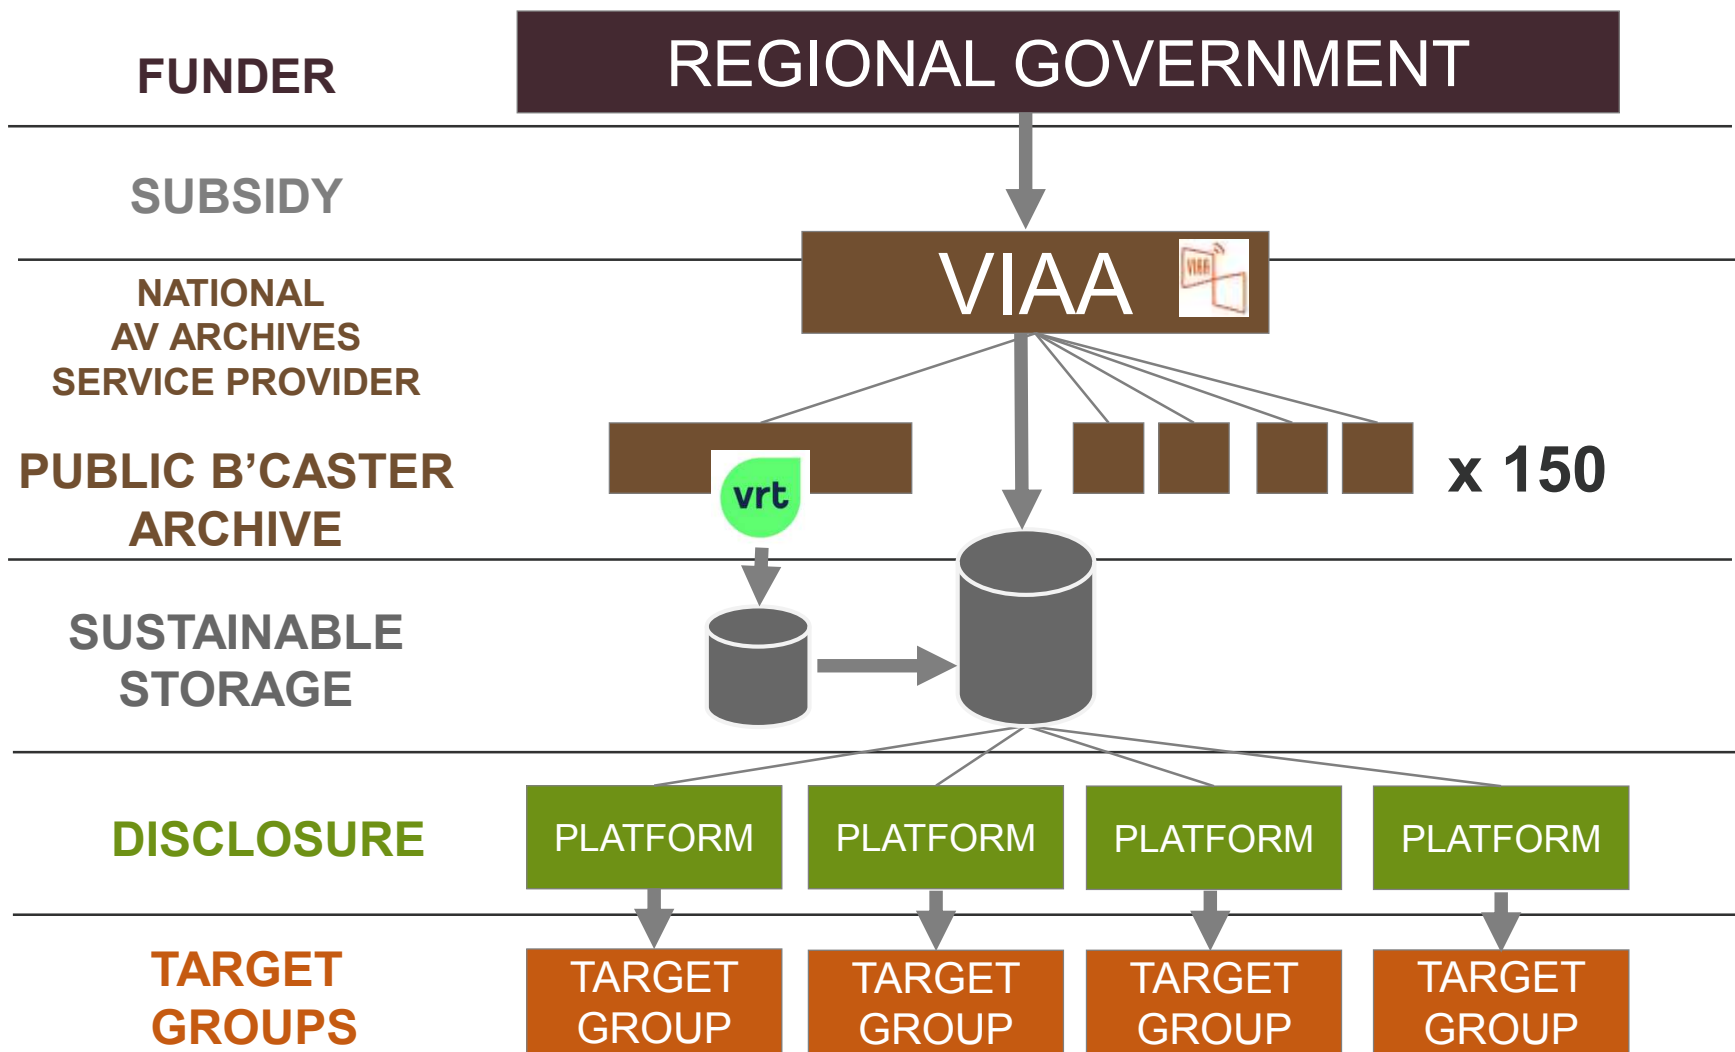 FUNDER
REGIONAL GOVERNMENT
SUBSIDY
VIAA
VIAA
NATIONAL
AV ARCHIVES
SERVICE PROVIDER
PUBLIC B’CASTER
ARCHIVE
vrt
x 150
SUSTAINABLE
STORAGE
DISCLOSURE
PLATFORM
PLATFORM
PLATFORM
PLATFORM
TARGET
GROUPS
TARGET
GROUP
TARGET
GROUP
TARGET
GROUP
TARGET
GROUP